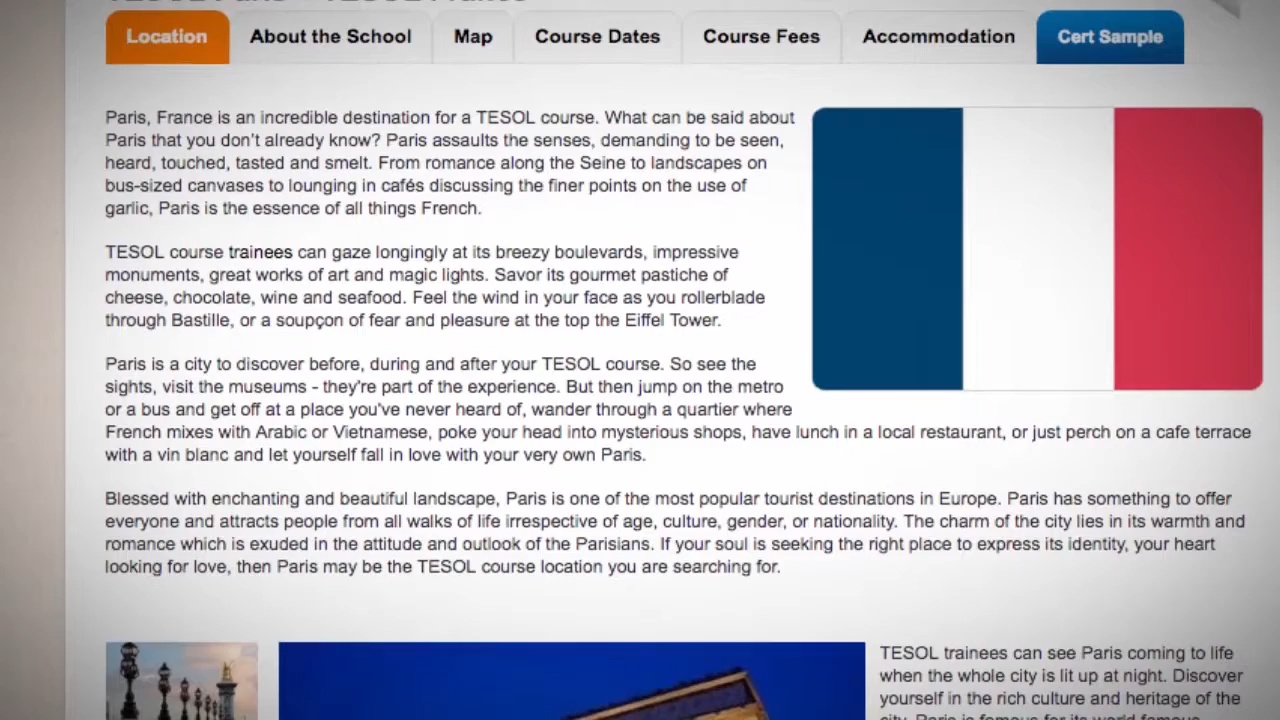 Location
About the School
Map
Course Dates
Course Fees
Accommodation
Cert Sample
Paris, France is an incredible destination for a TESOL course. What can be said about
Paris that you don't already know? Paris assaults the senses, demanding to be seen,
heard, touched, tasted and smelt. From romance along the Seine to landscapes on
bus-sized canvases to lounging in cafés discussing the finer points on the use of
garlic, Paris is the essence of all things French.
TESOL course trainees can gaze longingly at its breezy boulevards, impressive
monuments, great works of art and magic lights. Savor its gourmet pastiche of
cheese, chocolate, wine and seafood. Feel the wind in your face as you rollerblade
through Bastille, or a soupçon of fear and pleasure at the top the Eiffel Tower.
Paris is a city to discover before, during and after your TESOL course. So see the
sights, visit the museums - they're part of the experience. But then jump on the metro
or a bus and get off at a place you've never heard of, wander through a quartier where
French mixes with Arabic or Vietnamese, poke your head into mysterious shops, have lunch in a local restaurant, or just perch on a cafe terrace
with a vin blanc and let yourself fall in love with your very own Paris.
Blessed with enchanting and beautiful landscape, Paris is one of the most popular tourist destinations in Europe. Paris has something to offer
everyone and attracts people from all walks of life irrespective of age, culture, gender, or nationality. The charm of the city lies in its warmth and
romance which is exuded in the attitude and outlook of the Parisians. If your soul is seeking the right place to express its identity, your heart
looking for love, then Paris may be the TESOL course location you are searching for.
TESOL trainees can see Paris coming to life
when the whole city is lit up at night. Discover
yourself in the rich culture and heritage of the
city. Paris is famous for its world famous